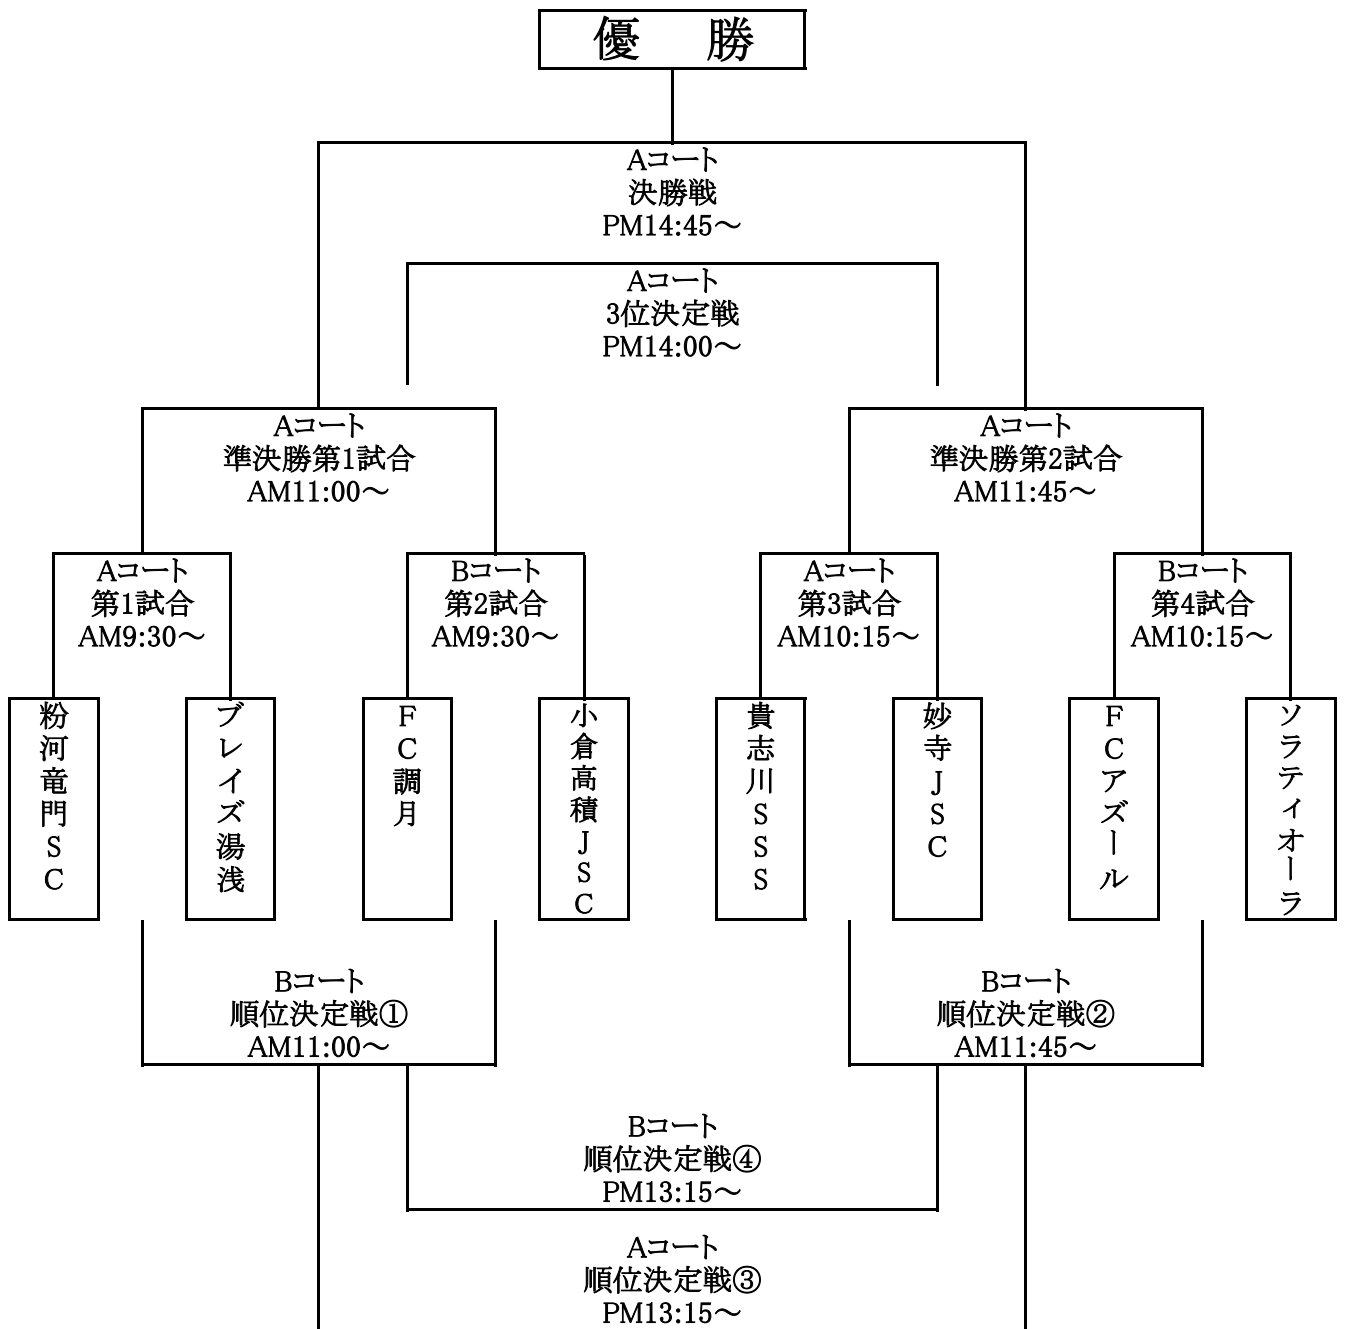 優　勝
Aコート
決勝戦
PM14:45～
Aコート
3位決定戦
PM14:00～
Aコート
準決勝第1試合
AM11:00～
Aコート
準決勝第2試合
AM11:45～
Aコート
第1試合
AM9:30～
Bコート
第2試合
AM9:30～
Aコート
第3試合
AM10:15～
Bコート
第4試合
AM10:15～
粉河竜門SC
ブレイズ湯浅
FC調月
小倉高積JSC
貴志川SSS
妙寺JSC
FCアズール
ソラティオーラ
Bコート
順位決定戦①
AM11:00～
Bコート
順位決定戦②
AM11:45～
Bコート
順位決定戦④
PM13:15～
Aコート
順位決定戦③
PM13:15～